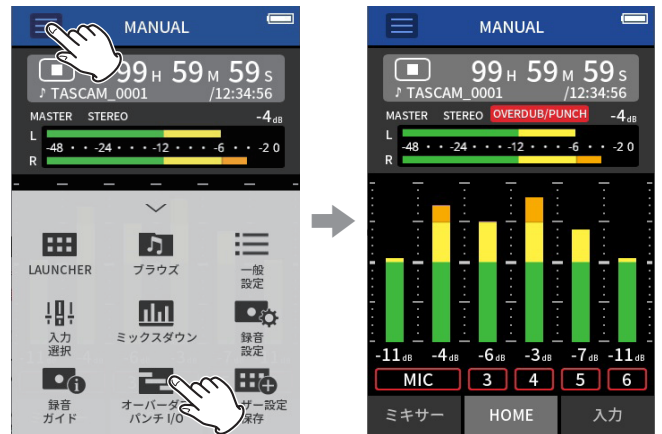 MANUAL
99 H 59 M 59 S
♪ TASCAM_0001 /12:34:56
MASTER STEREO -4 dB
L
-48 • • -24 • • • • -12 • • • • -6 • • -2 0
R
LAUNCHER
ブラウズ
一般
設定
入力
選択
ミックスダウン
録音
設定
録音
ガイド
オーバーダ
パンチ I/O
ザー設定
保存
MANUAL
99 H 59 M 59 S
♪ TASCAM_0001 /12:34:56
MASTER STEREO OVERDUB/PUNCH -4 dB
L
-48 • • -24 • • • • -12 • • • • -6 • • -2 0
R
-11 dB -4 dB -6 dB -3 dB -7 dB -11 dB
MIC 3 4 5 6
ミキサー HOME 入力